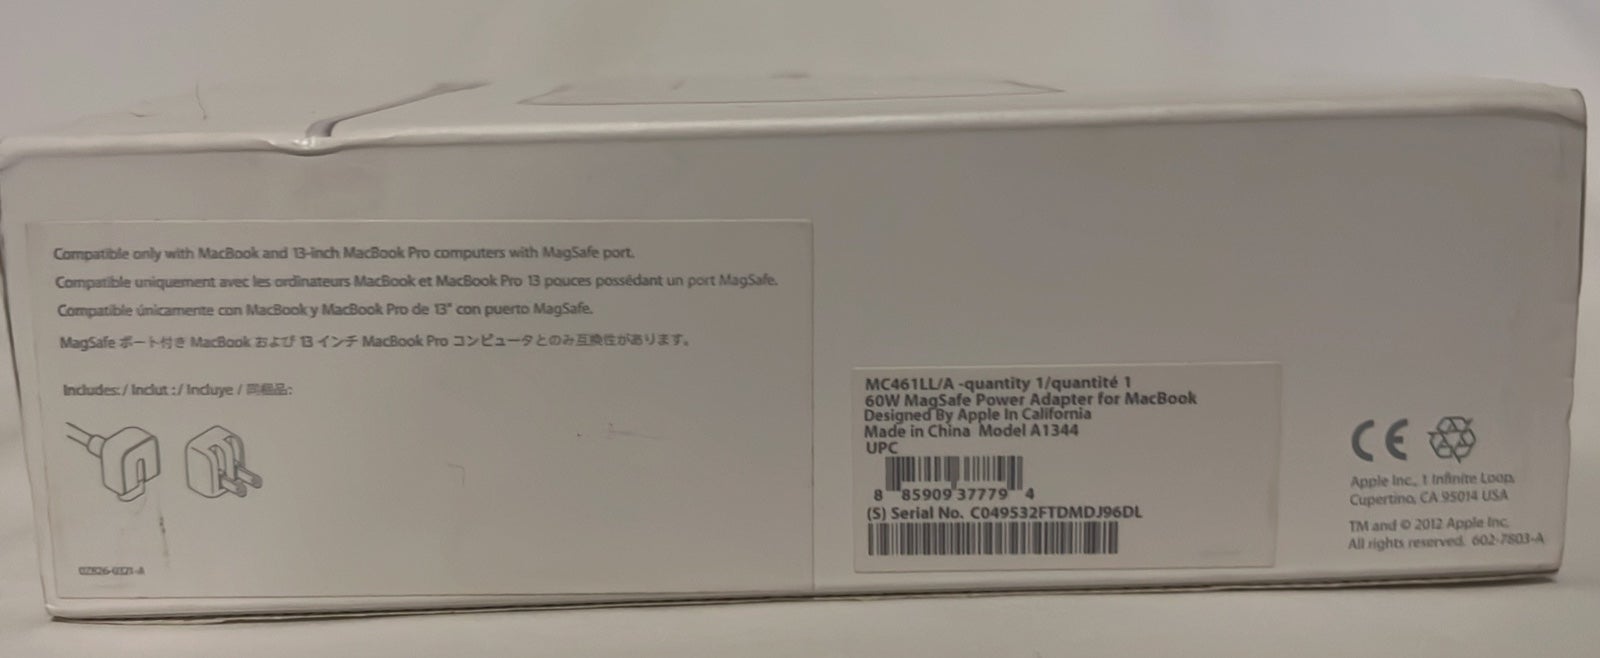 Compatible only with MacBook and 13-inch MacBook Pro computers with MagSafe port.
Compatible uniquement avec les ordinateurs MacBook et MacBook Pro 13 pouces possédant un port MagSafe.
Compatible únicamente con MacBook y MacBook Pro de 13" con puerto MagSafe.
MagSafe ポート付き MacBook および 13 インチ MacBook Pro コンピュータとのみ互換性があります。
Includes: / Inclut : / Incluye / 同梱品:
MC461LL/A -quantity 1/quantité 1
60W MagSafe Power Adapter for MacBook
Designed By Apple In California
Made in China Model A1344
UPC
8 85909 37779 4
(S) Serial No. C049532FTDMDJ96DL
CE
Apple Inc., 1 Infinite Loop,
Cupertino, CA 95014 USA
TM and © 2012 Apple Inc.
All rights reserved. 602-7803-A